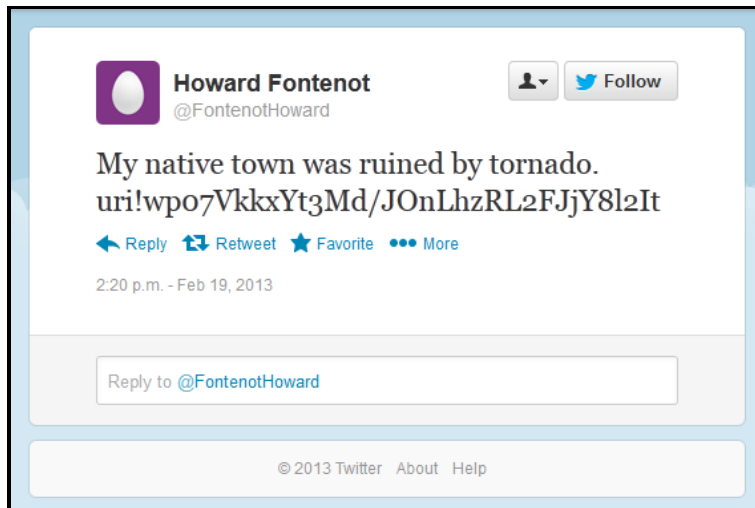 Howard Fontenot
@FontenotHoward
Follow
My native town was ruined by tornado.
uri!wp07VkkxYt3Md/JOnLhzRL2FJjY8l2It
Reply Retweet Favorite More
2:20 p.m. - Feb 19, 2013
Reply to @FontenotHoward
© 2013 Twitter About Help